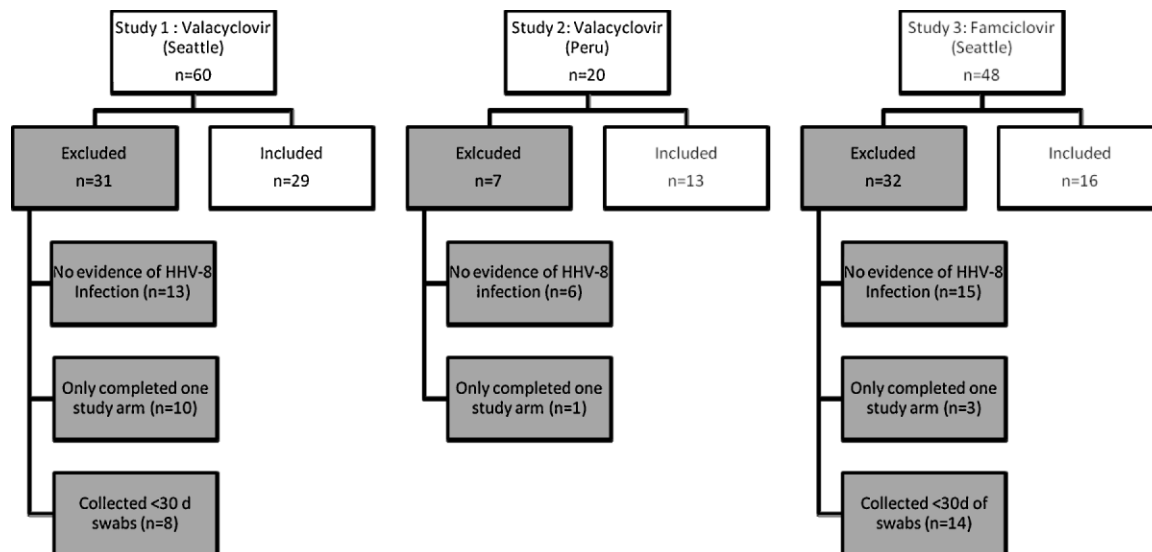 Study 1 : Valacyclovir
(Seattle)
n=60
Excluded
n=31
Included
n=29
No evidence of HHV-8
Infection (n=13)
Only completed one
study arm (n=10)
Collected <30 d
swabs (n=8)
Study 2: Valacyclovir
(Peru)
n=20
Exlcuded
n=7
Included
n=13
No evidence of HHV-8
infection (n=6)
Only completed one
study arm (n=1)
Study 3: Famciclovir
(Seattle)
n=48
Excluded
n=32
Included
n=16
No evidence of HHV-8
Infection (n=15)
Only completed one
study arm (n=3)
Collected <30d of
swabs (n=14)